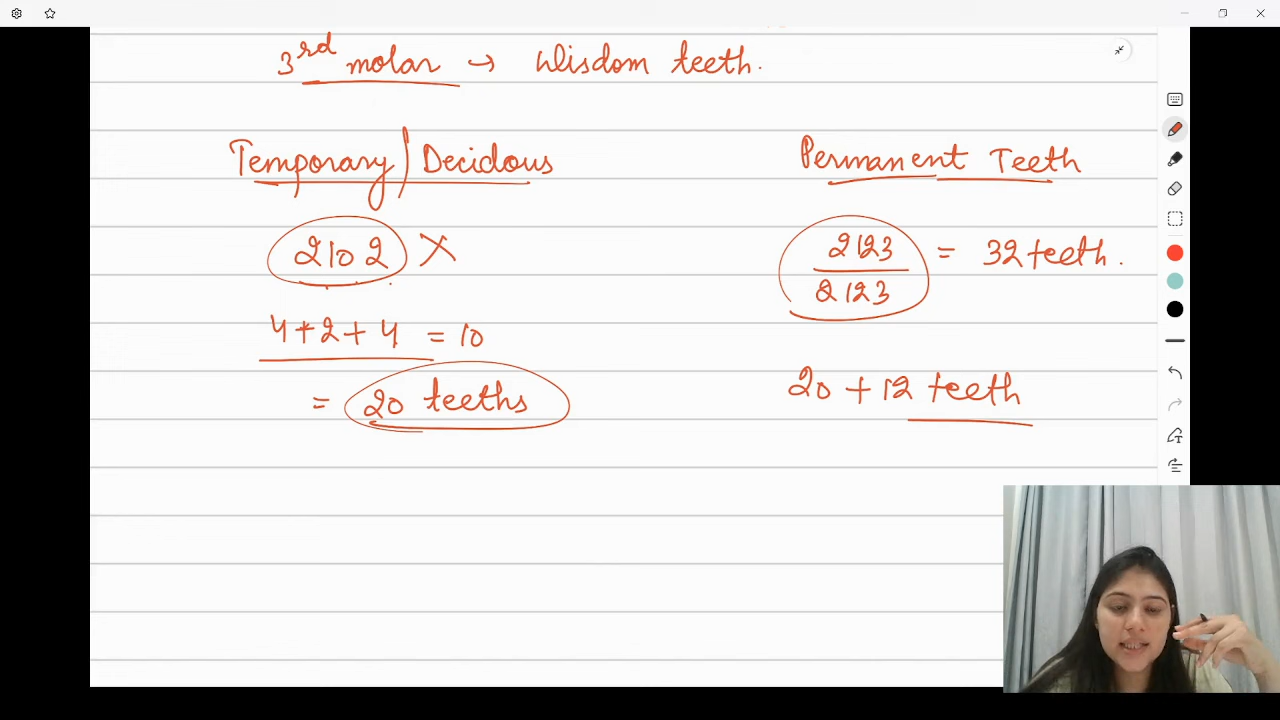 3rd molar → Wisdom teeth.
Temporary / Decidous
Permanent Teeth
2102 X
2123
2123
= 32 teeth.
4+2+4 = 10
= 20 teeths
20 + 12 teeth